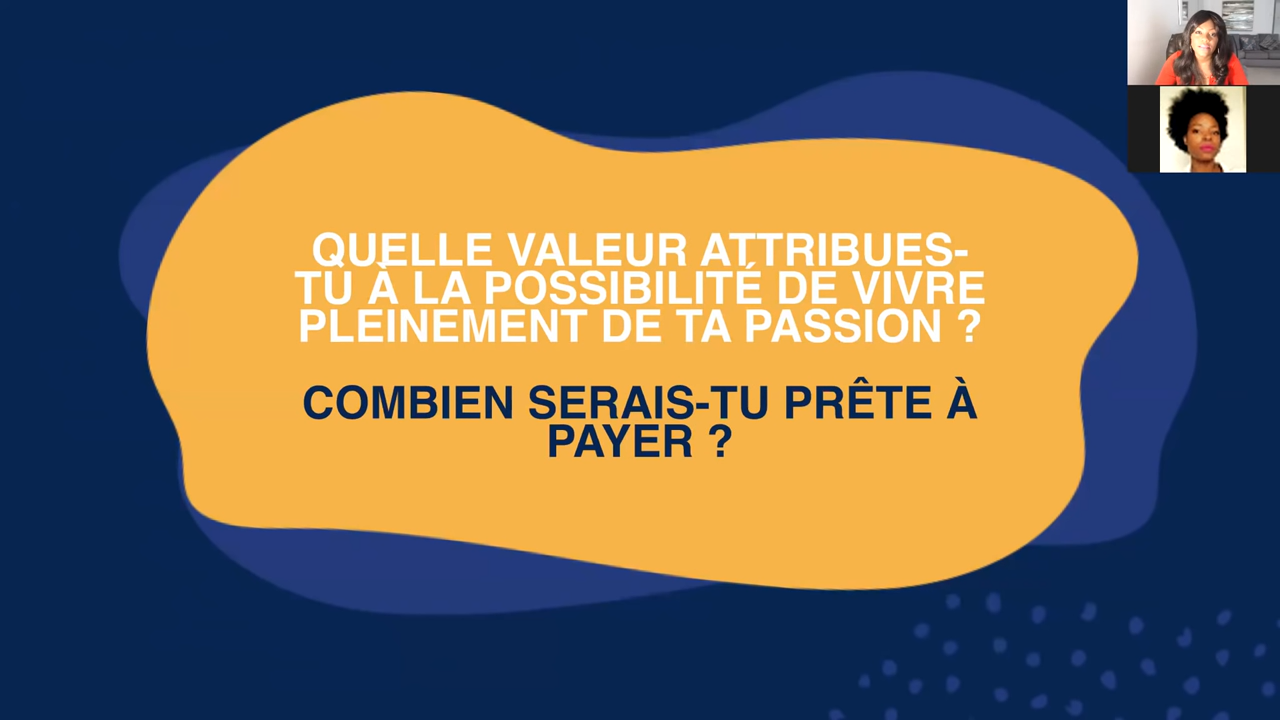 QUELLE VALEUR ATTRIBUES-
TU À LA POSSIBILITÉ DE VIVRE
PLEINEMENT DE TA PASSION ?
COMBIEN SERAIS-TU PRÊTE À
PAYER ?